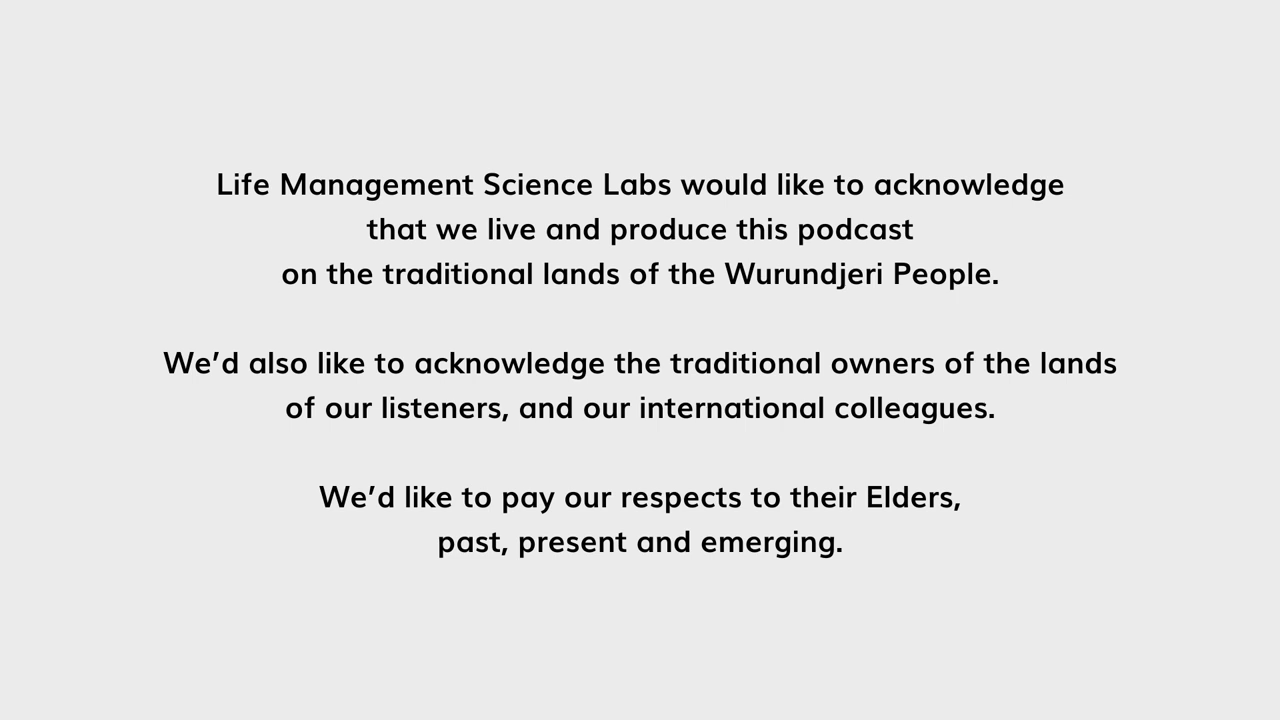 Life Management Science Labs would like to acknowledge
that we live and produce this podcast
on the traditional lands of the Wurundjeri People.
We’d also like to acknowledge the traditional owners of the lands
of our listeners, and our international colleagues.
We’d like to pay our respects to their Elders,
past, present and emerging.